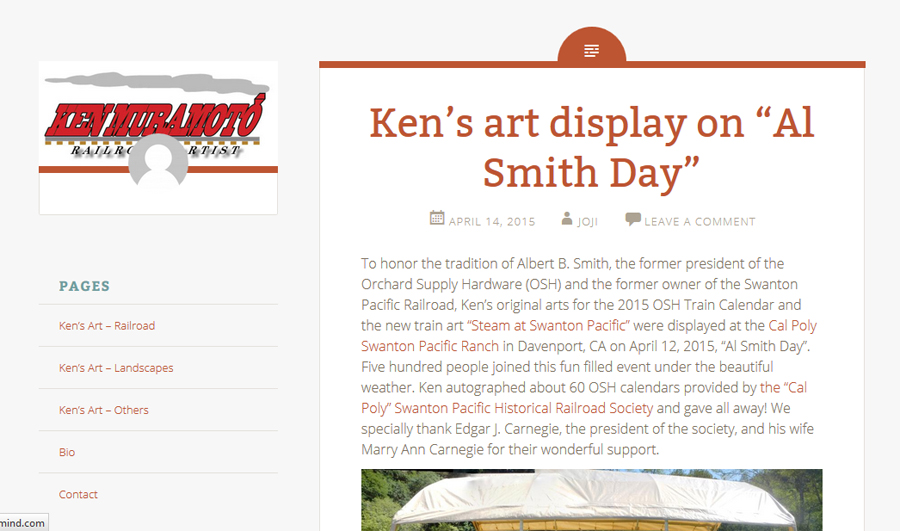 KEN MURAMOTO
Ken's art display on “Al
Smith Day”
APRIL 14, 2015 JOJI LEAVE A COMMENT
To honor the tradition of Albert B. Smith, the former president of the
Orchard Supply Hardware (OSH) and the former owner of the Swanton
Pacific Railroad, Ken's original arts for the 2015 OSH Train Calendar and
the new train art “Steam at Swanton Pacific” were displayed at the Cal Poly
Swanton Pacific Ranch in Davenport, CA on April 12, 2015, “Al Smith Day”.
Five hundred people joined this fun filled event under the beautiful
weather. Ken autographed about 60 OSH calendars provided by the “Cal
Poly” Swanton Pacific Historical Railroad Society and gave all away! We
specially thank Edgar J. Carnegie, the president of the society, and his wife
Marry Ann Carnegie for their wonderful support.
PAGES
Ken's Art – Railroad
Ken's Art – Landscapes
Ken's Art – Others
Bio
Contact
mind.com